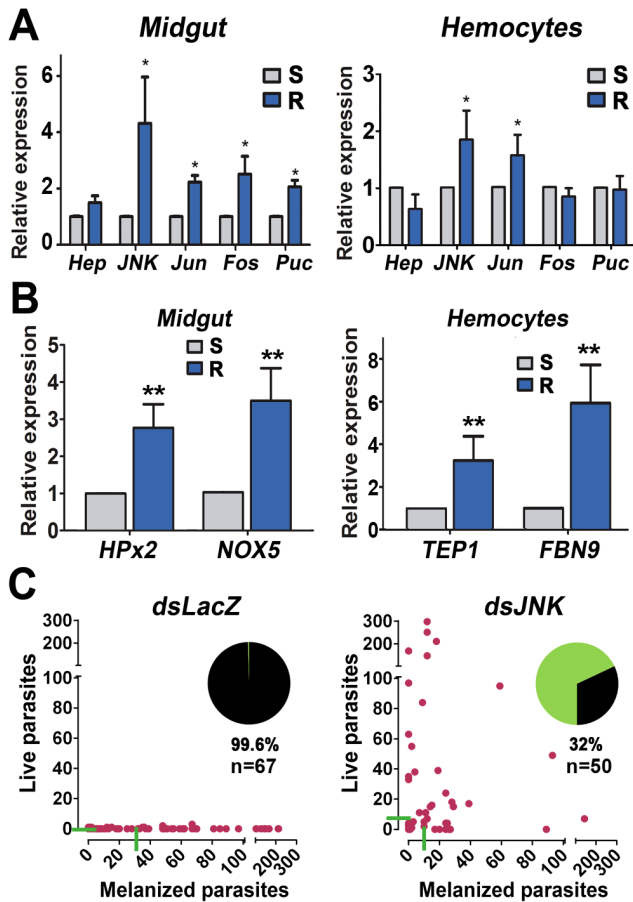 A
Midgut
Relative expression
6
4
2
0
S
R
*
*
*
*
Hep JNK Jun Fos Puc
Hemocytes
Relative expression
3
2
1
0
S
R
*
*
Hep JNK Jun Fos Puc
B
Midgut
Relative expression
5
4
3
2
1
0
S
R
**
**
HPx2 NOX5
Hemocytes
Relative expression
8
6
4
2
0
S
R
**
**
TEP1 FBN9
C
dsLacZ
Live parasites
300
200
100
80
60
40
20
0
99.6%
n=67
0 20 40 60 80 100 200 300
Melanized parasites
dsJNK
Live parasites
300
200
100
80
60
40
20
0
32%
n=50
0 20 40 60 80 100 200 300
Melanized parasites